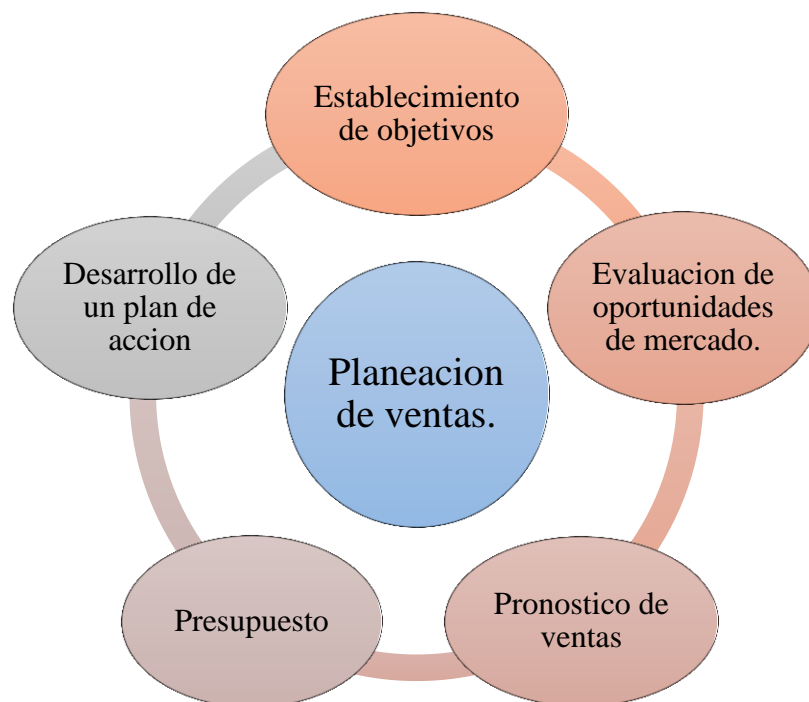 Establecimiento
de objetivos
Evaluacion de
oportunidades
de mercado.
Pronostico de
ventas
Presupuesto
Desarrollo de
un plan de
accion
Planeacion
de ventas.